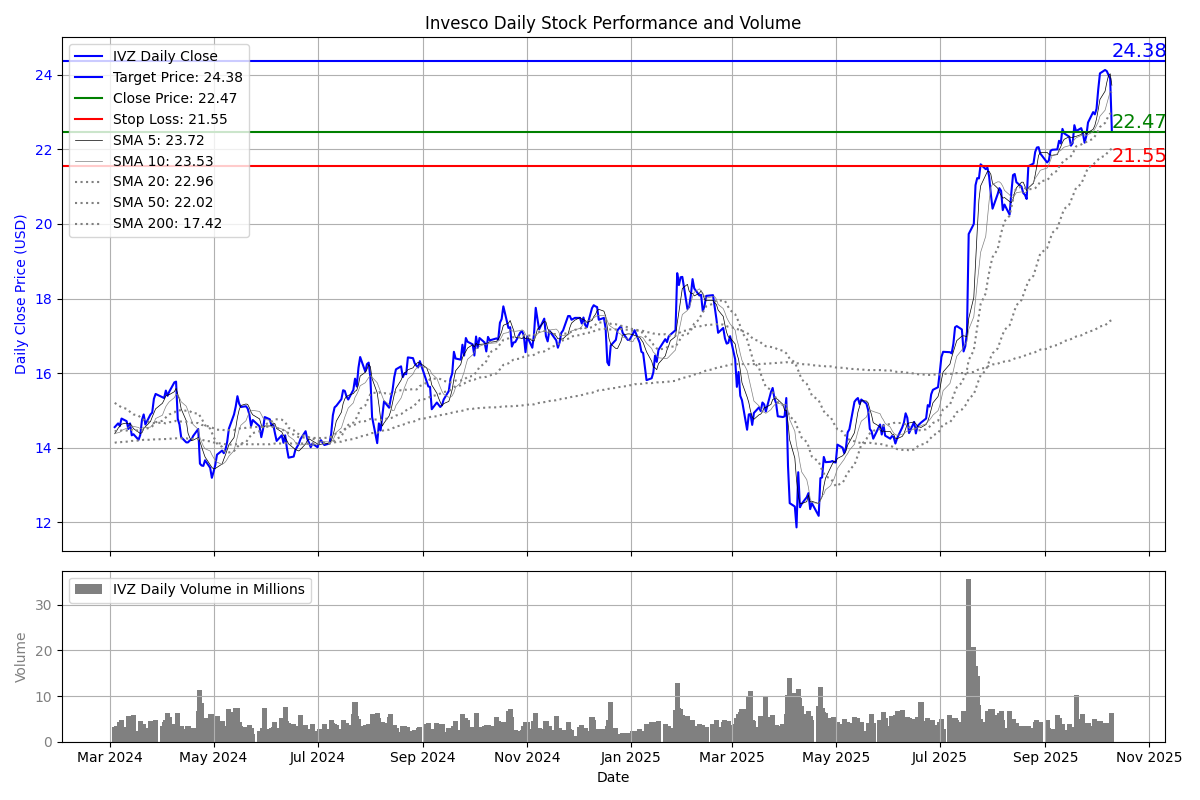 Invesco Daily Stock Performance and Volume
IVZ Daily Close
Target Price: 24.38
Close Price: 22.47
Stop Loss: 21.55
SMA 5: 23.72
SMA 10: 23.53
SMA 20: 22.96
SMA 50: 22.02
SMA 200: 17.42
24.38
22.47
21.55
Daily Close Price (USD)
24
22
20
18
16
14
12
IVZ Daily Volume in Millions
Volume
30
20
10
0
Mar 2024 May 2024 Jul 2024 Sep 2024 Nov 2024 Jan 2025 Mar 2025 May 2025 Jul 2025 Sep 2025 Nov 2025
Date